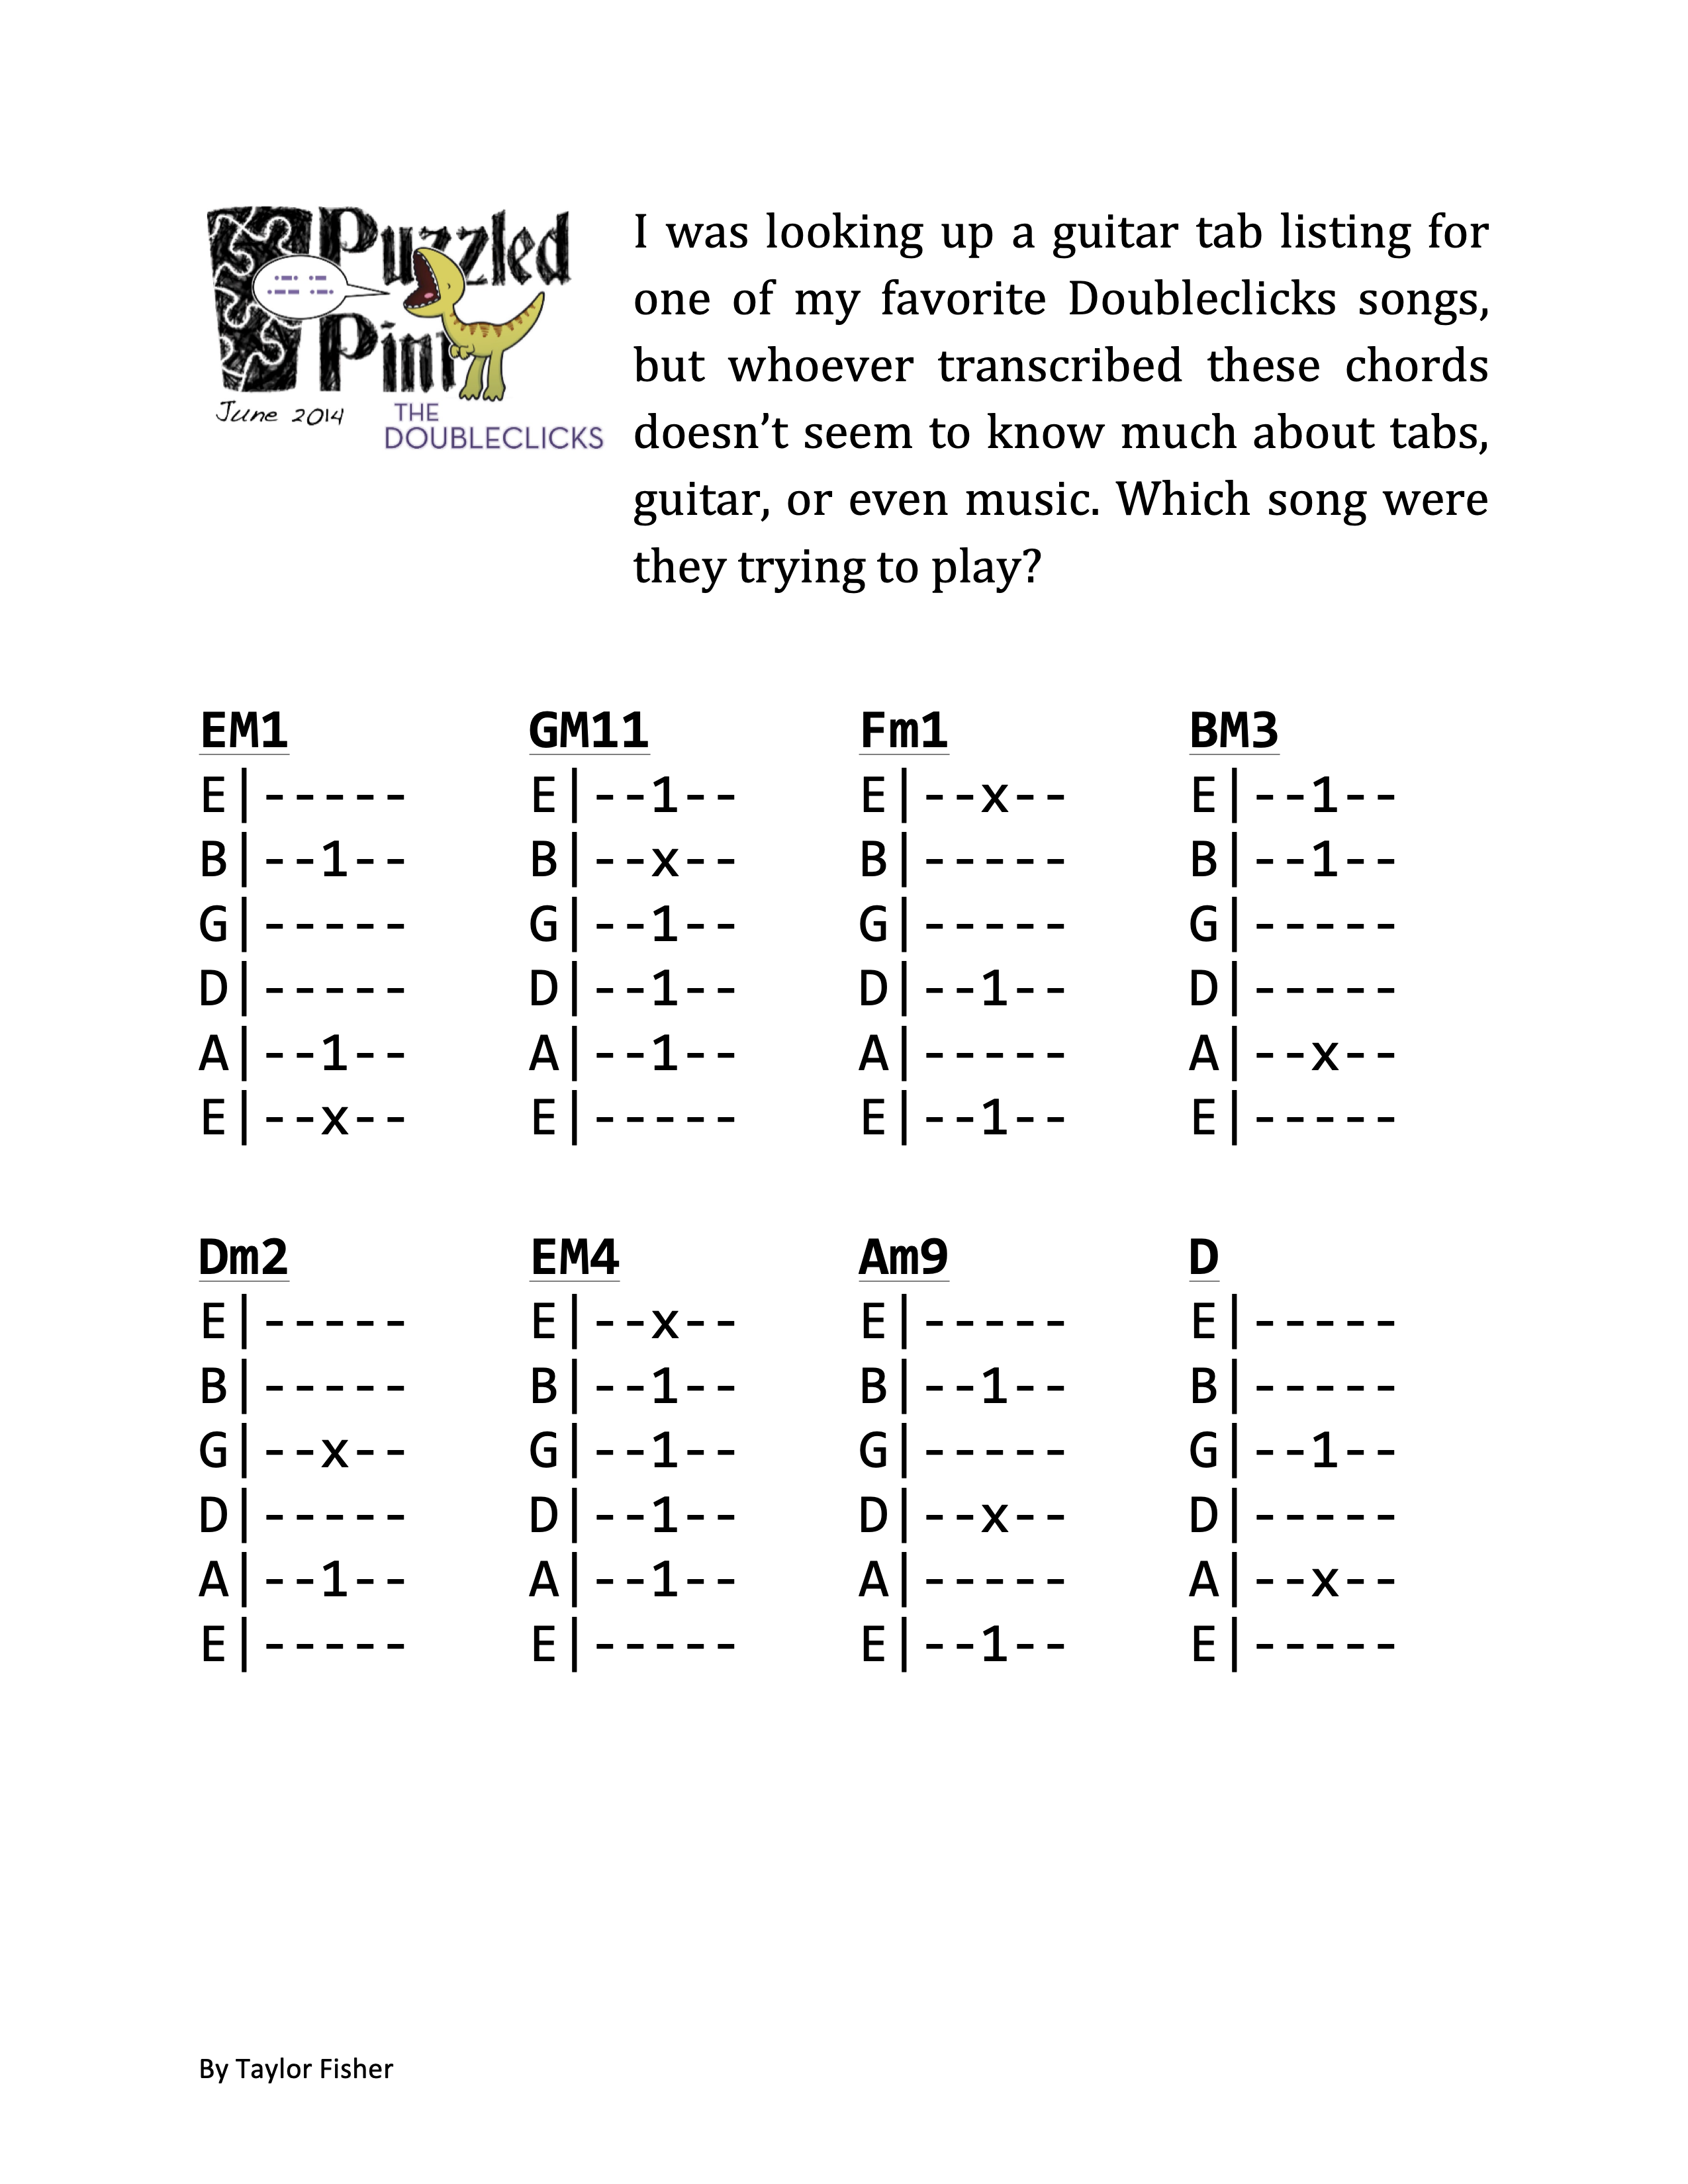 Puzzled
Pint
June 2014
THE
DOUBLECLICKS
I was looking up a guitar tab listing for
one of my favorite Doubleclicks songs,
but whoever transcribed these chords
doesn’t seem to know much about tabs,
guitar, or even music. Which song were
they trying to play?
EM1 GM11 Fm1 BM3
E|----- E|--1-- E|--x-- E|--1--
B|--1-- B|--x-- B|----- B|--1--
G|----- G|--1-- G|----- G|-----
D|----- D|--1-- D|--1-- D|-----
A|--1-- A|--1-- A|----- A|--x--
E|--x-- E|----- E|--1-- E|-----
Dm2 EM4 Am9 D
E|----- E|--x-- E|----- E|-----
B|----- B|--1-- B|--1-- B|-----
G|--x-- G|--1-- G|----- G|--1--
D|----- D|--1-- D|--x-- D|-----
A|--1-- A|--1-- A|----- A|--x--
E|----- E|----- E|--1-- E|-----
By Taylor Fisher